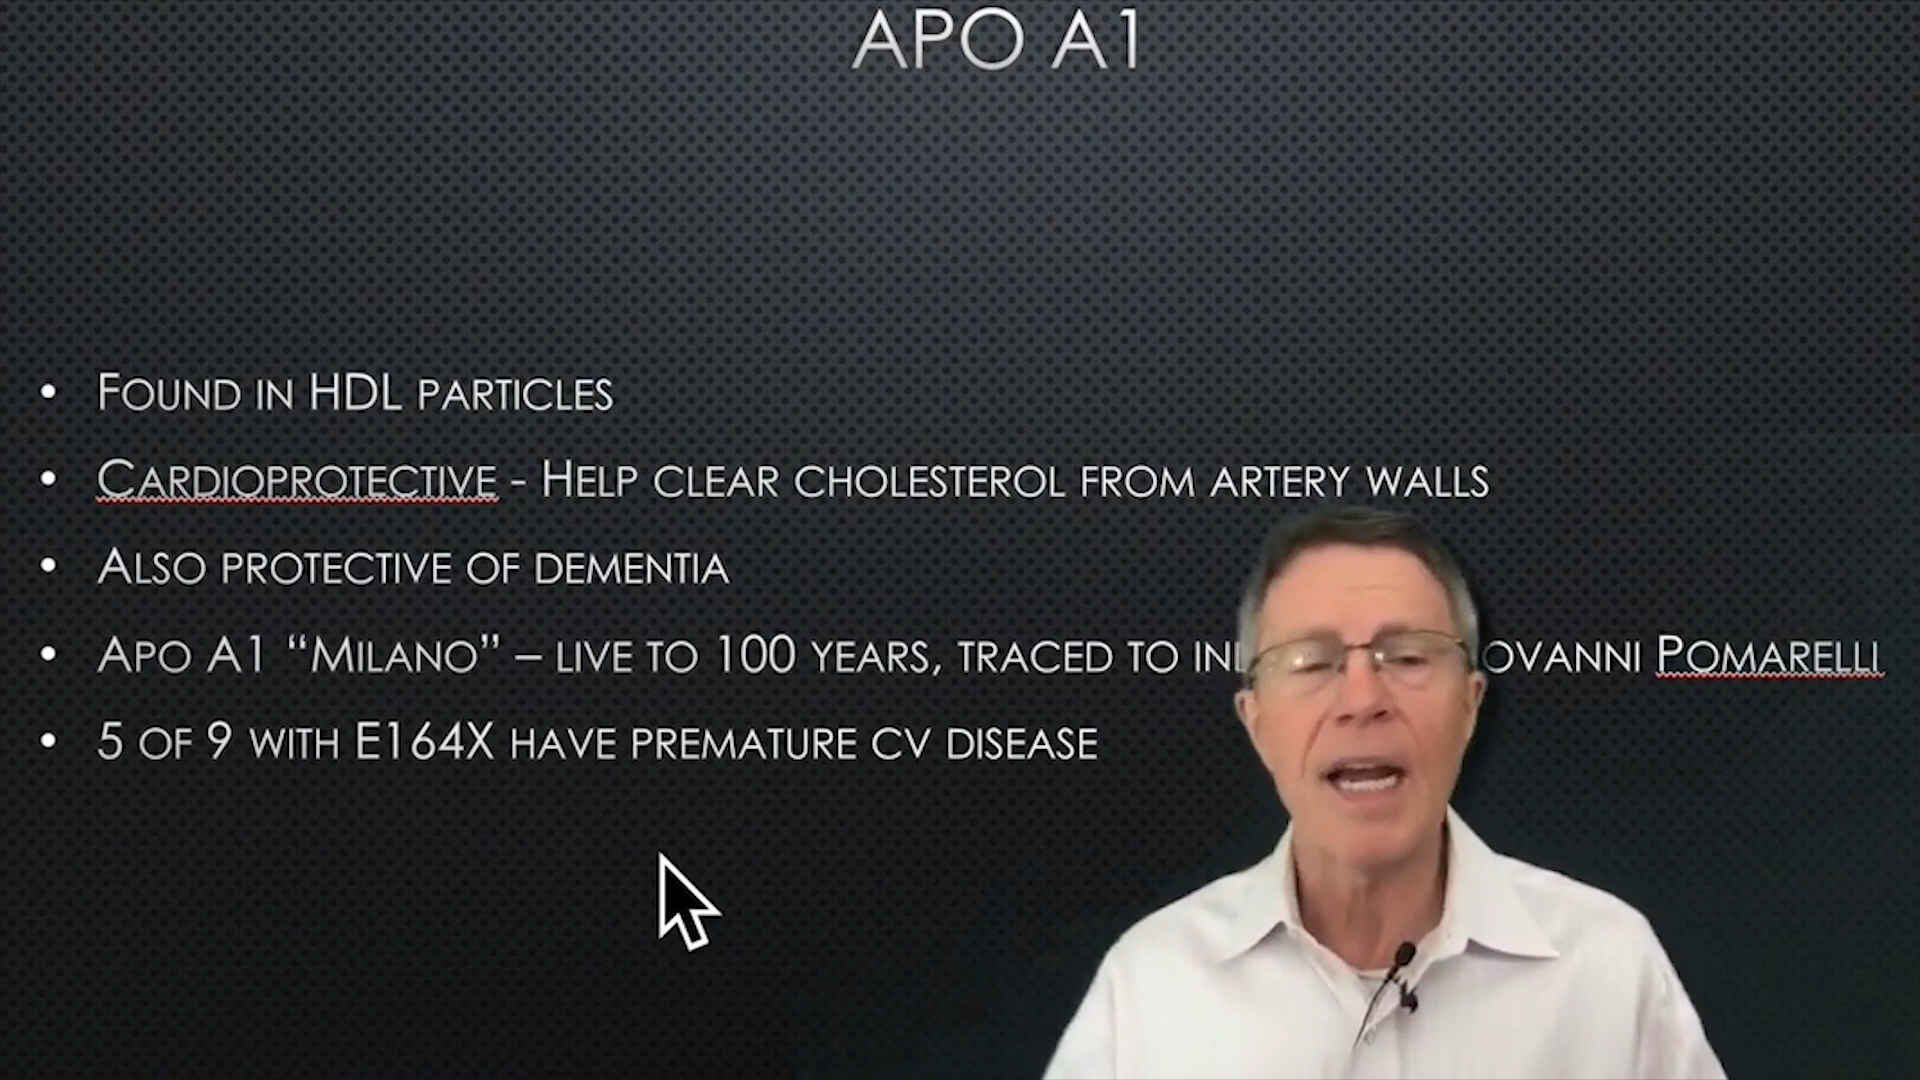 APO A1
• FOUND IN HDL PARTICLES
• CARDIOPROTECTIVE - HELP CLEAR CHOLESTEROL FROM ARTERY WALLS
• ALSO PROTECTIVE OF DEMENTIA
• APO A1 “MILANO” – LIVE TO 100 YEARS, TRACED TO POMARELLI
• 5 OF 9 WITH E164X HAVE PREMATURE CV DISEASE